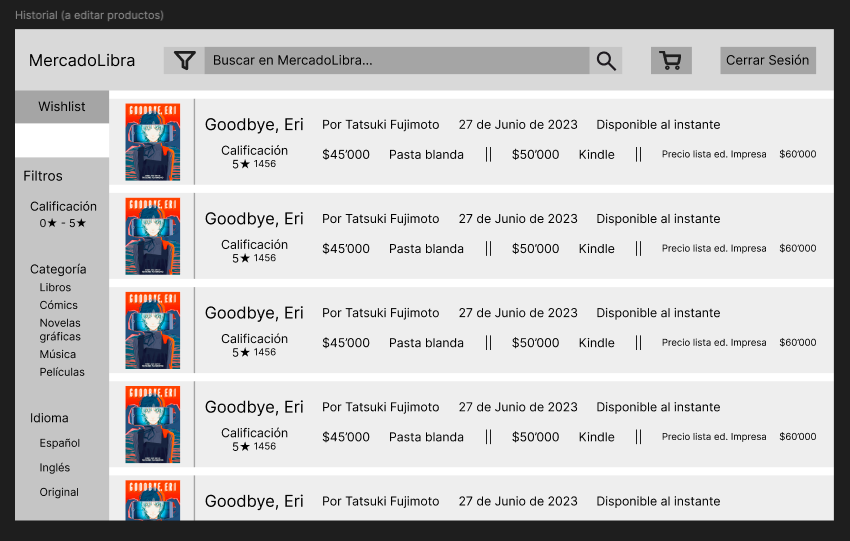 Historial (a editar productos)
MercadoLibra
Buscar en MercadoLibra...
Cerrar Sesión
Wishlist
Filtros
Calificación
0★ - 5★
Categoría
Libros
Cómics
Novelas
gráficas
Música
Películas
Idioma
Español
Inglés
Original
GOODBYE, ERI
Goodbye, Eri Por Tatsuki Fujimoto 27 de Junio de 2023 Disponible al instante
Calificación
5★ 1456
$45'000 Pasta blanda || $50'000 Kindle || Precio lista ed. Impresa $60'000
GOODBYE, ERI
Goodbye, Eri Por Tatsuki Fujimoto 27 de Junio de 2023 Disponible al instante
Calificación
5★ 1456
$45'000 Pasta blanda || $50'000 Kindle || Precio lista ed. Impresa $60'000
GOODBYE, ERI
Goodbye, Eri Por Tatsuki Fujimoto 27 de Junio de 2023 Disponible al instante
Calificación
5★ 1456
$45'000 Pasta blanda || $50'000 Kindle || Precio lista ed. Impresa $60'000
GOODBYE, ERI
Goodbye, Eri Por Tatsuki Fujimoto 27 de Junio de 2023 Disponible al instante
Calificación
5★ 1456
$45'000 Pasta blanda || $50'000 Kindle || Precio lista ed. Impresa $60'000
GOODBYE, ERI
Goodbye, Eri Por Tatsuki Fujimoto 27 de Junio de 2023 Disponible al instante